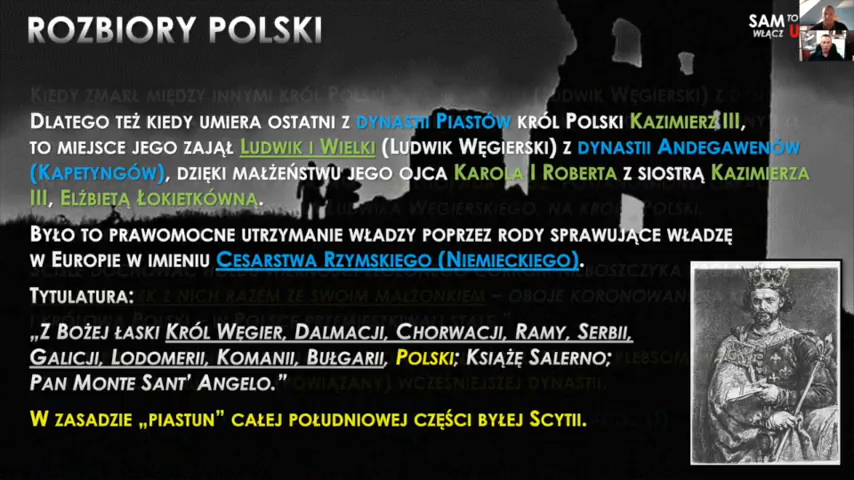 ROZBIORY POLSKI
SAM TO
WŁĄCZ U
DLATEGO TEŻ KIEDY UMIERA OSTATNI Z DYNASTII PIASTÓW KRÓL POLSKI KAZIMIERZ III,
TO MIEJSCE JEGO ZAJĄŁ LUDWIK I WIELKI (LUDWIK WĘGIERSKI) Z DYNASTII ANDEGAWENÓW
(KAPETYNGÓW), DZIĘKI MAŁŻEŃSTWU JEGO OJCA KAROLA I ROBERTA Z SIOSTRĄ KAZIMIERZA
III, ELŻBIETĄ ŁOKIETKÓWNA.
BYŁO TO PRAWOMOCNE UTRZYMANIE WŁADZY POPRZEZ RODY SPRAWUJĄCE WŁADZĘ
W EUROPIE W IMIENIU CESARSTWA RZYMSKIEGO (NIEMIECKIEGO).
TYTULATURA:
„Z BOŻEJ ŁASKI KRÓL WĘGIER, DALMACJI, CHORWACJI, RAMY, SERBII,
GALICJI, LODOMERII, KOMANII, BUŁGARII, POLSKI; KSIĄŻĘ SALERNO;
PAN MONTE SANT' ANGELO.”
W ZASADZIE „PIASTUN” CAŁEJ POŁUDNIOWEJ CZĘŚCI BYŁEJ SCYTII.